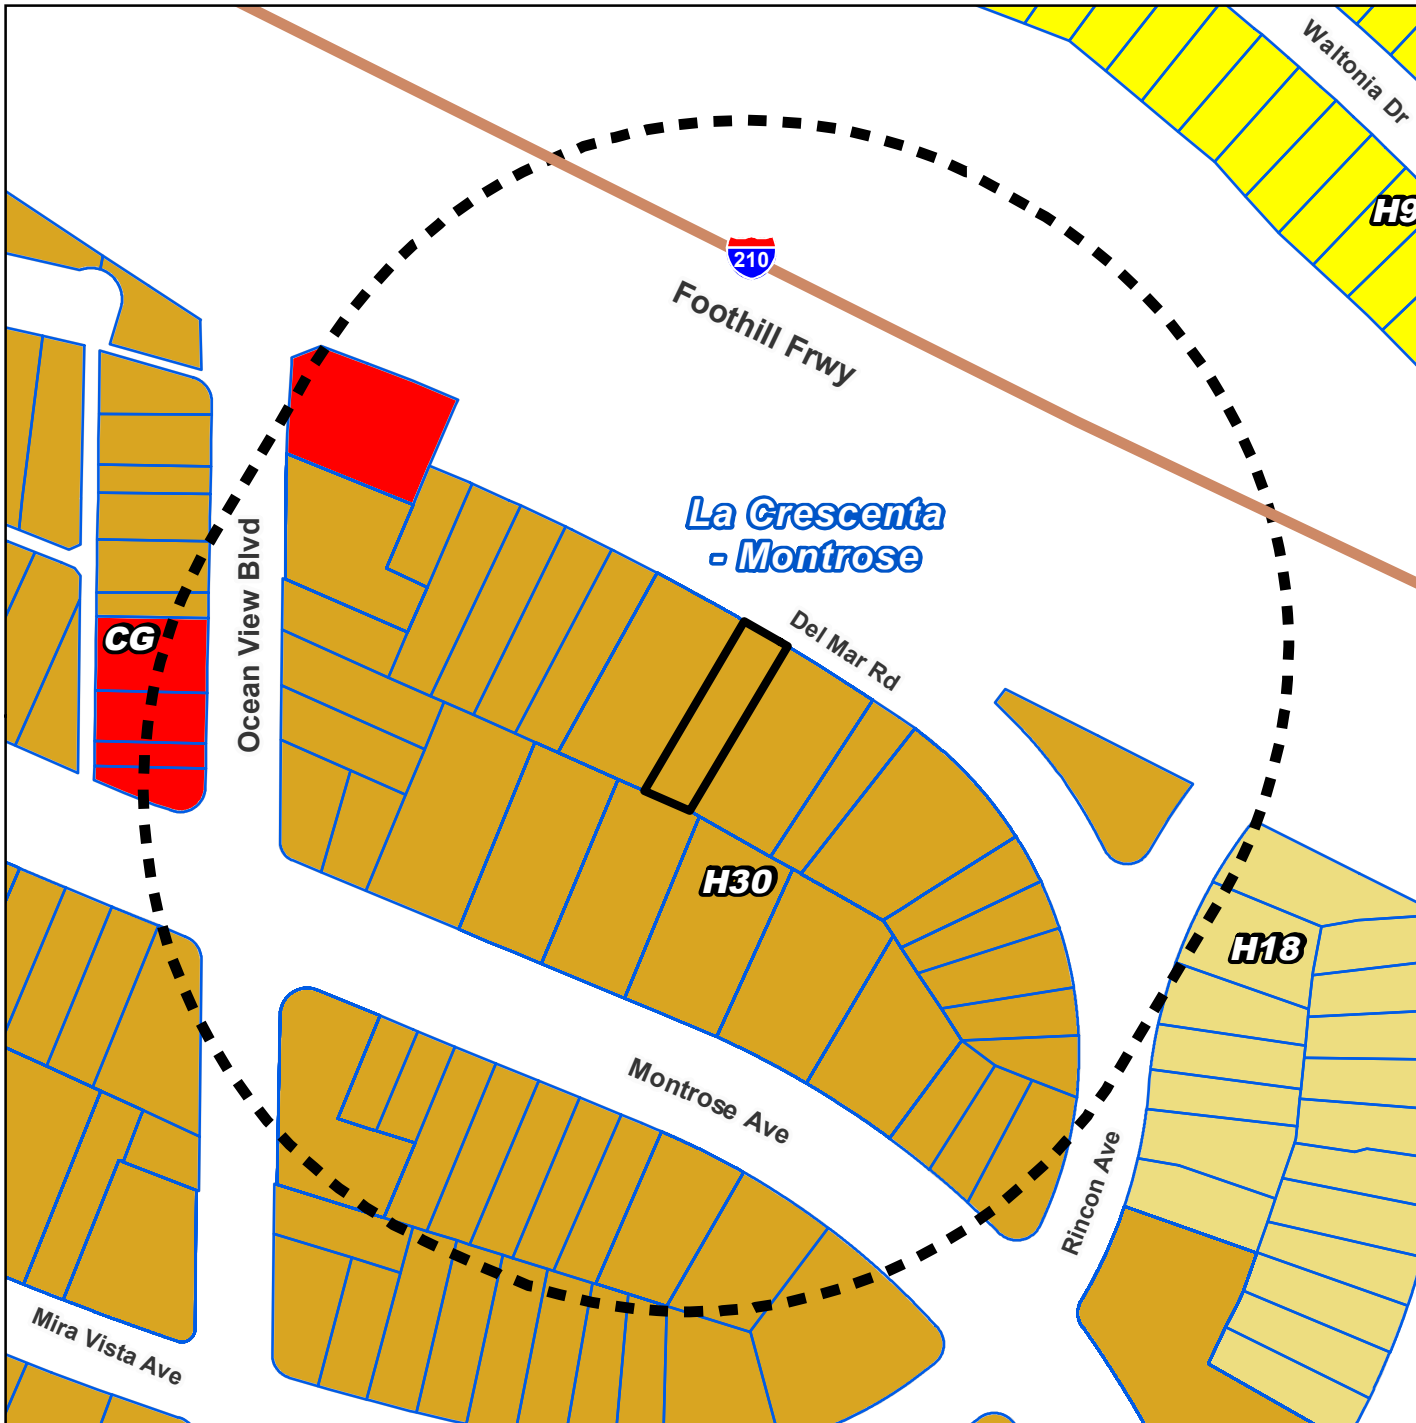 Waltonia Dr
H9
210
Foothill Frwy
La Crescenta
- Montrose
Del Mar Rd
CG
Ocean View Blvd
H30
H18
Montrose Ave
Rincon Ave
Mira Vista Ave